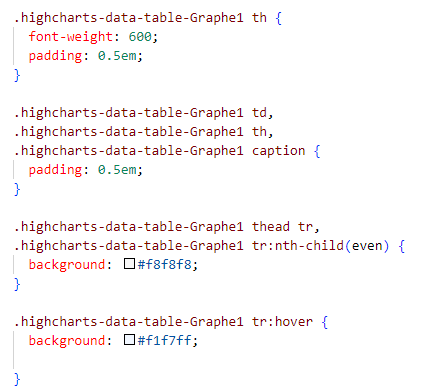 .highcharts-data-table-Graphe1 th {
  font-weight: 600;
  padding: 0.5em;
}

.highcharts-data-table-Graphe1 td,
.highcharts-data-table-Graphe1 th,
.highcharts-data-table-Graphe1 caption {
  padding: 0.5em;
}

.highcharts-data-table-Graphe1 thead tr,
.highcharts-data-table-Graphe1 tr:nth-child(even) {
  background: #f8f8f8;
}

.highcharts-data-table-Graphe1 tr:hover {
  background: #f1f7ff;

}